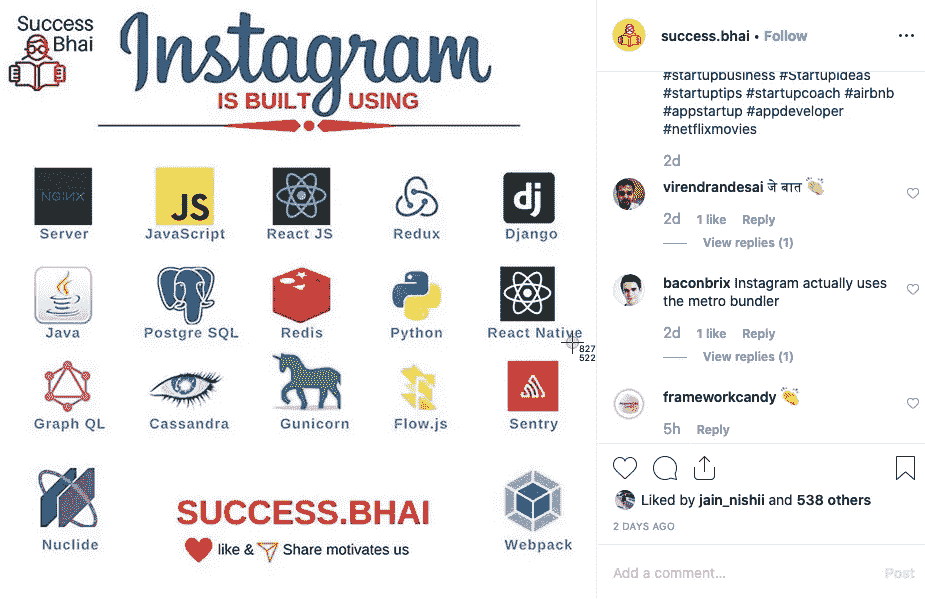 Success
Bhai
Instagram
IS BUILT USING
NGINX
JS
dj
Server
JavaScript
React JS
Redux
Django
Java
Postgre SQL
Redis
Python
React Native
827
522
Graph QL
Cassandra
Gunicorn
Flow.js
Sentry
Nuclide
SUCCESS.BHAI
like & Share motivates us
Webpack
success.bhai • Follow
#startupbusiness #Startupideas
#startuptips #startupcoach #airbnb
#appstartup #appdeveloper
#netflixmovies
2d
virendrandesai जे बात 👏
2d 1 like Reply
View replies (1)
baconbrix Instagram actually uses
the metro bundler
2d 1 like Reply
View replies (1)
frameworkcandy 👏
5h Reply
Liked by jain_nishii and 538 others
2 DAYS AGO
Add a comment... Post